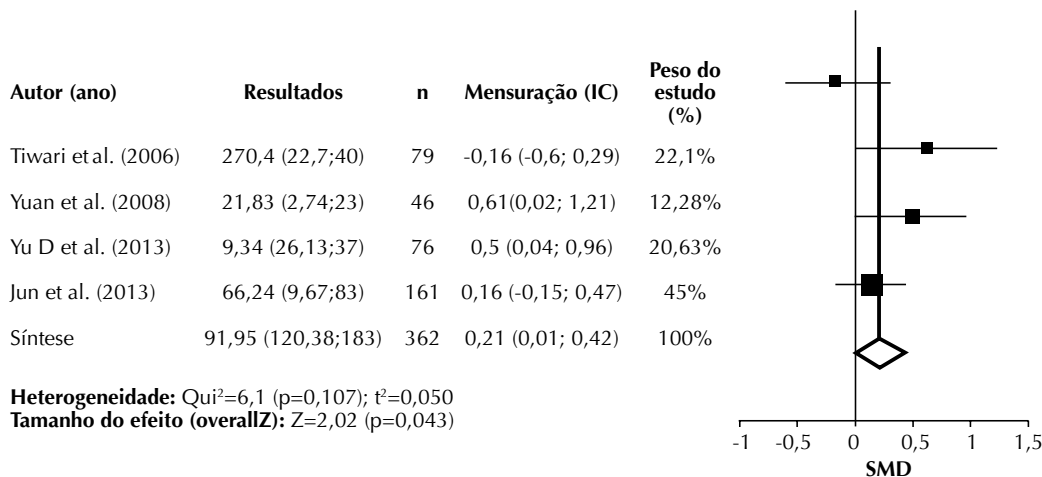 Autor (ano) Resultados n Mensuração (IC) Peso do estudo (%)
Tiwari et al. (2006) 270,4 (22,7;40) 79 -0,16 (-0,6; 0,29) 22,1%
Yuan et al. (2008) 21,83 (2,74;23) 46 0,61(0,02; 1,21) 12,28%
Yu D et al. (2013) 9,34 (26,13;37) 76 0,5 (0,04; 0,96) 20,63%
Jun et al. (2013) 66,24 (9,67;83) 161 0,16 (-0,15; 0,47) 45%
Síntese 91,95 (120,38;183) 362 0,21 (0,01; 0,42) 100%
Heterogeneidade: Qui²=6,1 (p=0,107); t²=0,050
Tamanho do efeito (overallZ): Z=2,02 (p=0,043)
-1 -0,5 0 0,5 1 1,5
SMD